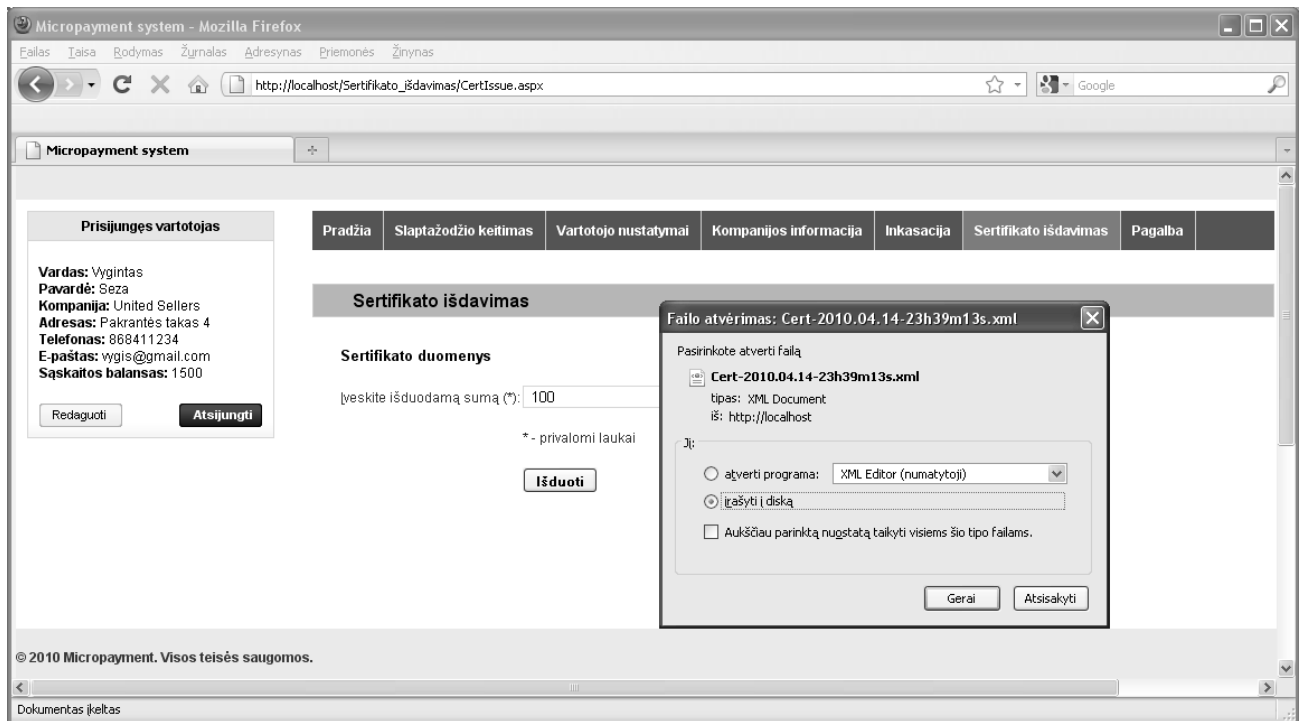 Micropayment system - Mozilla Firefox
Failas Taisa Rodymas Žurnalas Adresynas Priemonės Žinynas
http://localhost/Sertifikato_išdavimas/CertIssue.aspx
Google
Micropayment system
Prisijungęs vartotojas
Vardas: Vygintas
Pavardė: Seza
Kompanija: United Sellers
Adresas: Pakrantės takas 4
Telefonas: 868411234
E-paštas: vygis@gmail.com
Sąskaitos balansas: 1500
Redaguoti Atsijungti
Pradžia Slaptažodžio keitimas Vartotojo nustatymai Kompanijos informacija Inkasacija Sertifikato išdavimas Pagalba
Sertifikato išdavimas
Sertifikato duomenys
Įveskite išduodamą sumą (*): 100
* - privalomi laukai
Išduoti
Failo atvėrimas: Cert-2010.04.14-23h39m13s.xml
Pasirinkote atverti failą
Cert-2010.04.14-23h39m13s.xml
tipas: XML Document
iš: http://localhost
Jį:
atverti programa: XML Editor (numatytoji)
įrašyti į diską
Aukščiau parinktą nuostatą taikyti visiems šio tipo failams.
Gerai Atsisakyti
© 2010 Micropayment. Visos teisės saugomos.
Dokumentas įkeltas